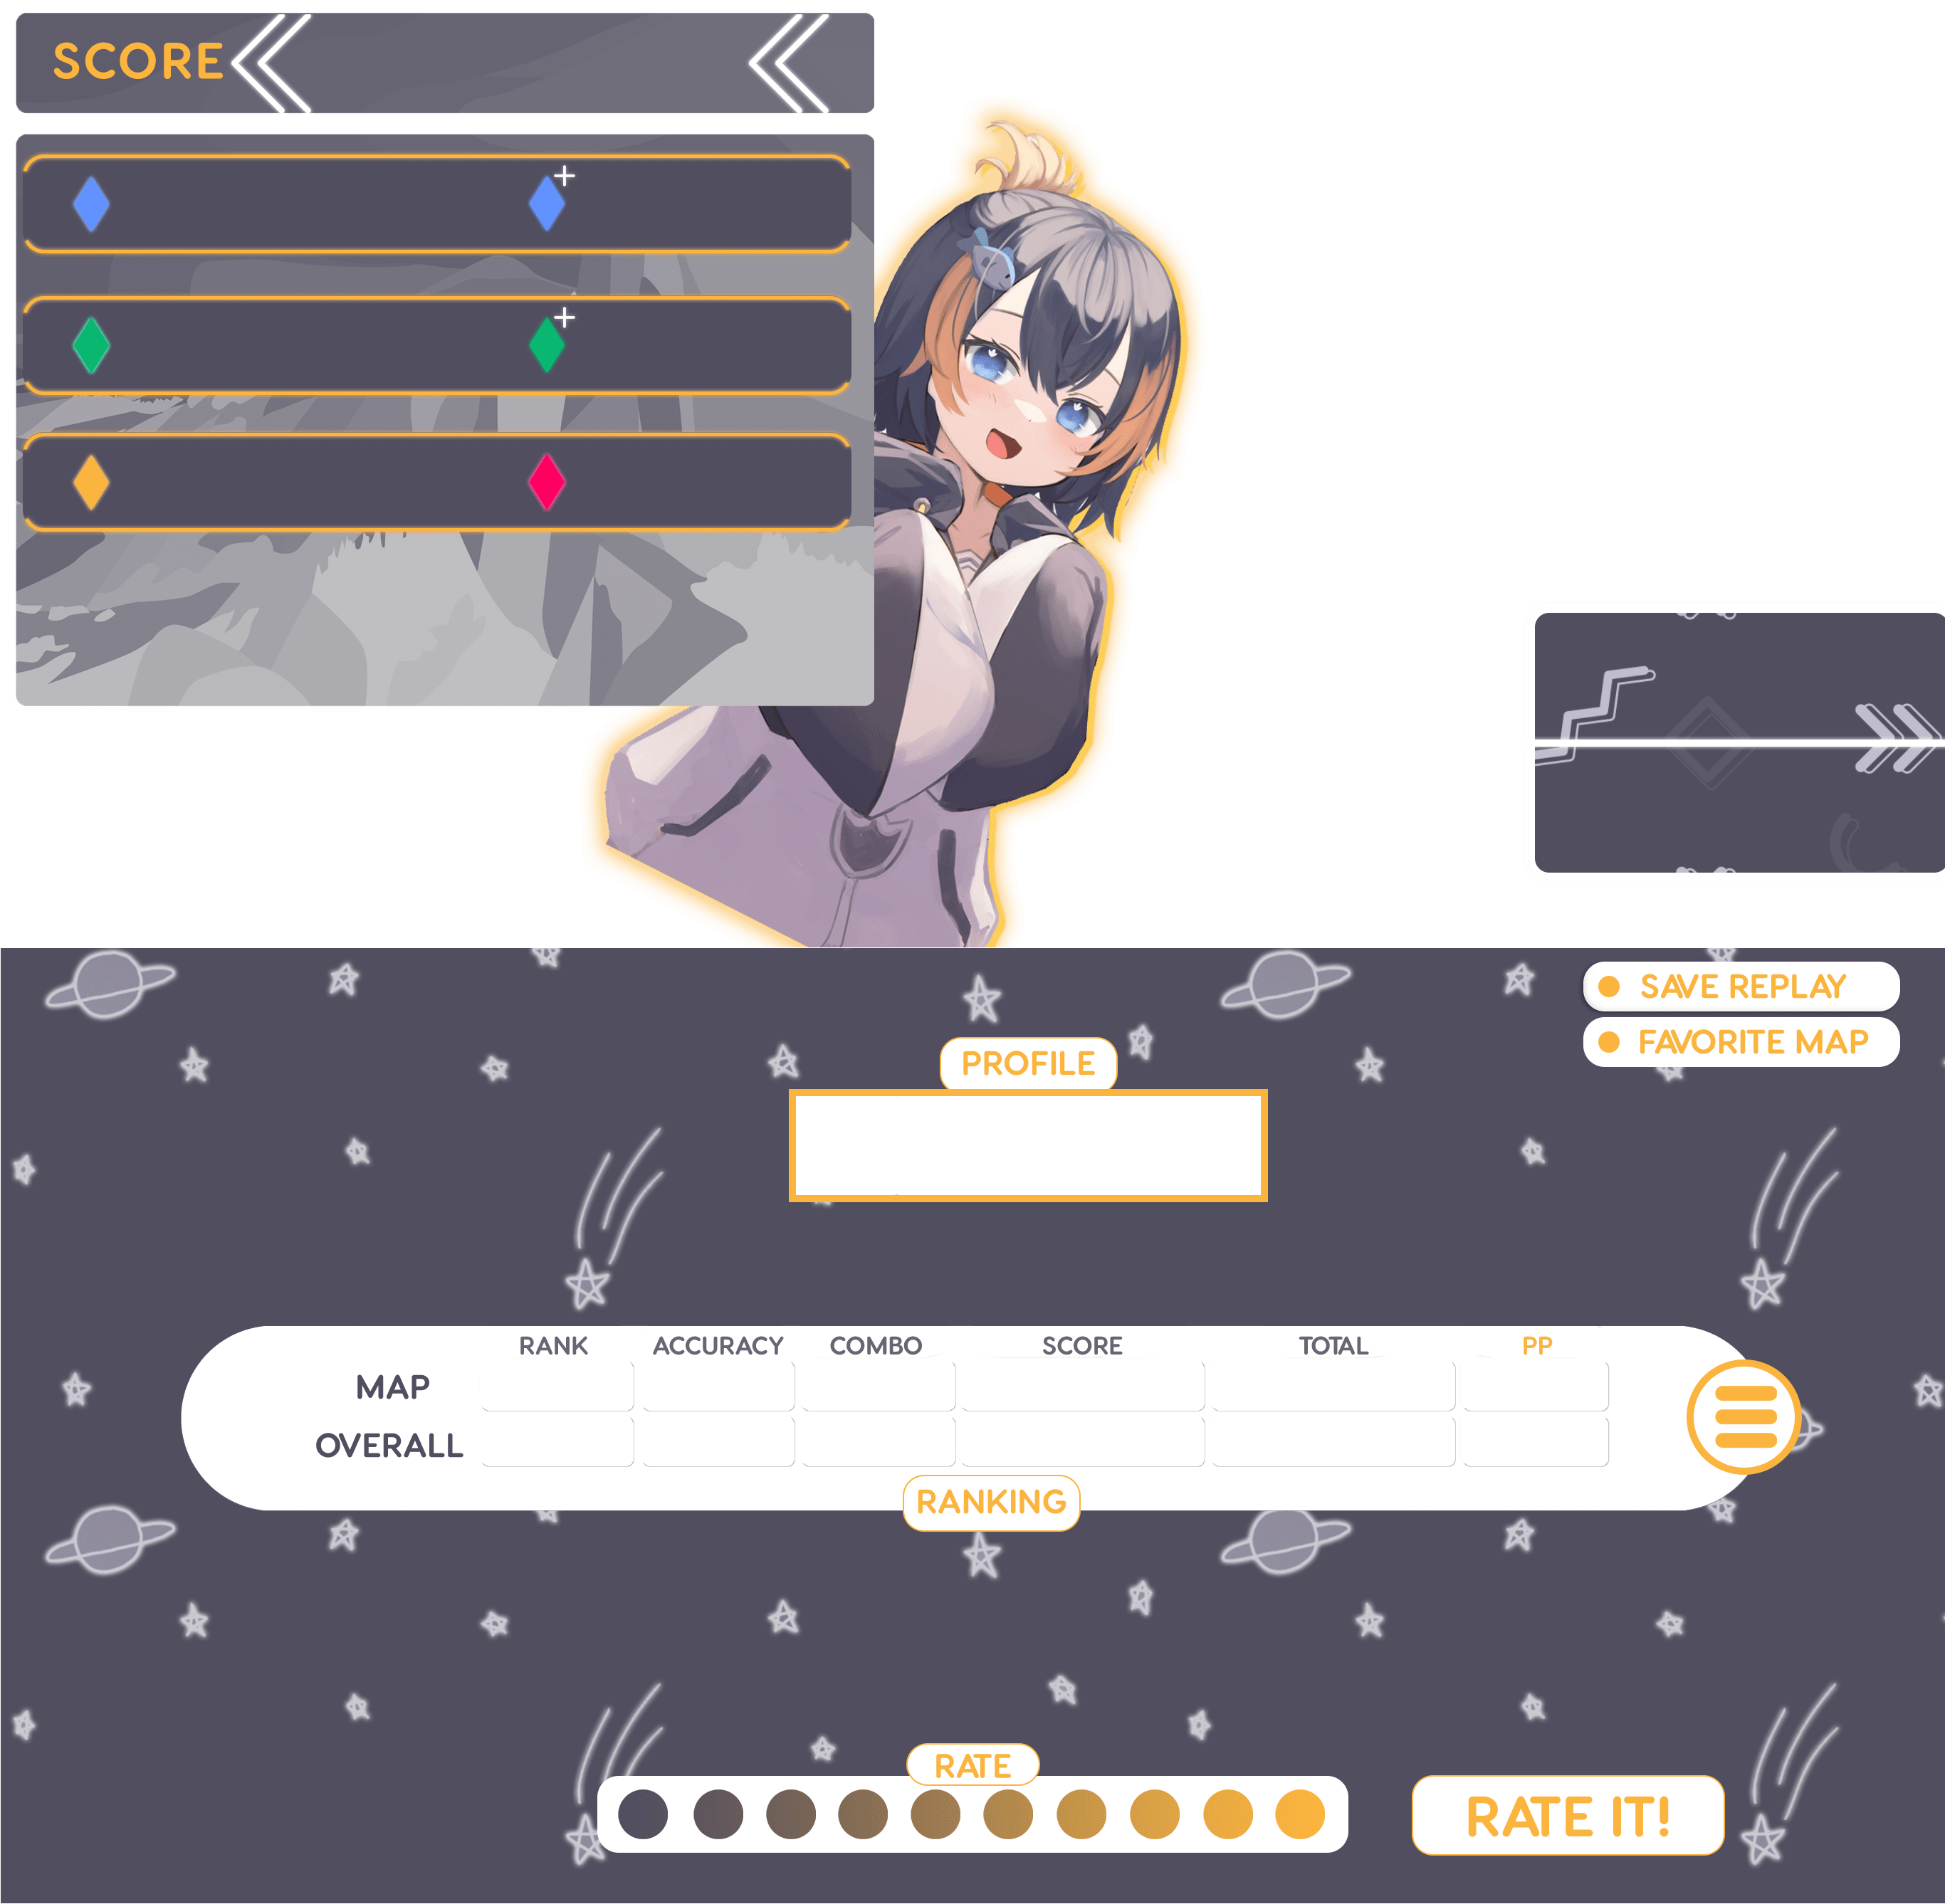 SCORE
SAVE REPLAY
FAVORITE MAP
PROFILE
RANK ACCURACY COMBO SCORE TOTAL PP
MAP
OVERALL
RANKING
RATE
RATE IT!